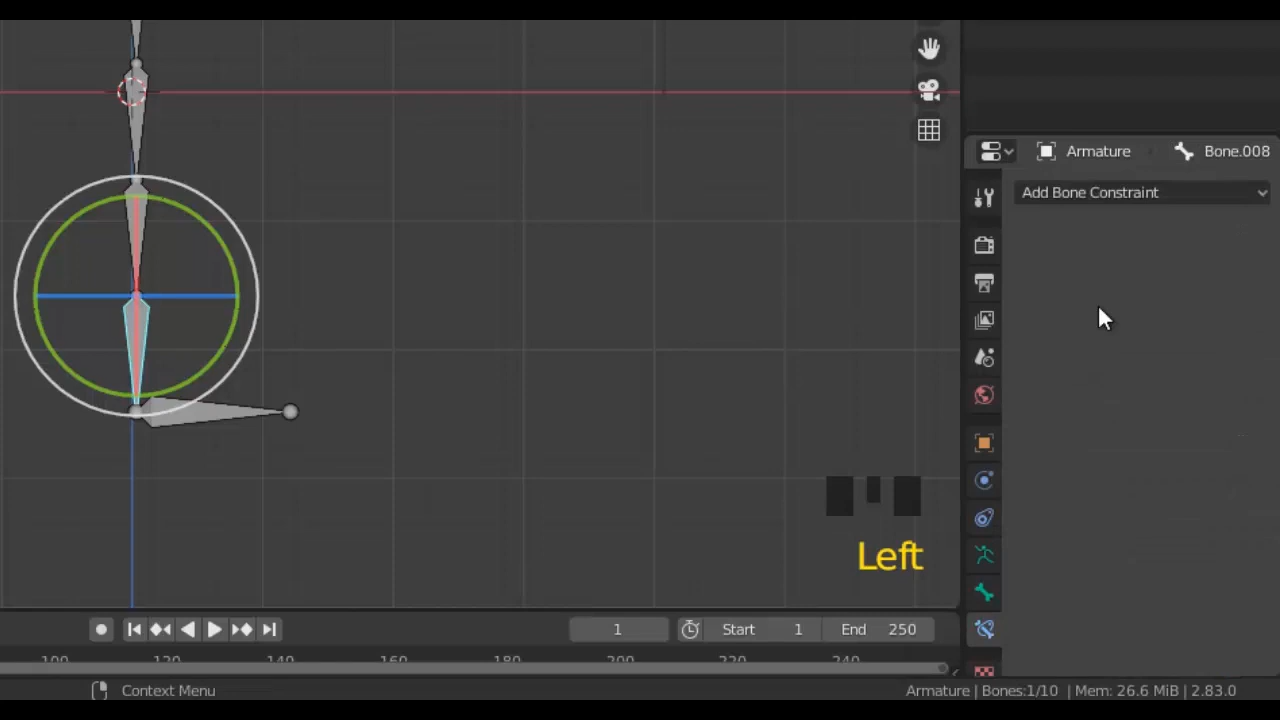 Armature
Bone.008
Add Bone Constraint
Left
1
Start 1
End 250
100 120 140 160 180 200 220 240
Context Menu
Armature | Bones:1/10 | Mem: 26.6 MiB | 2.83.0